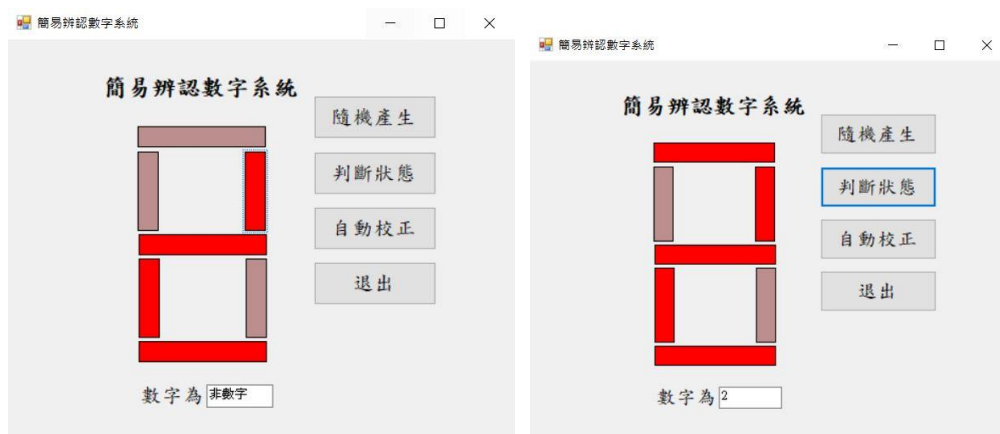 簡易辨認數字系統
簡易辨認數字系統
隨機產生
判斷狀態
自動校正
退出
數字為 非數字
簡易辨認數字系統
簡易辨認數字系統
隨機產生
判斷狀態
自動校正
退出
數字為 2